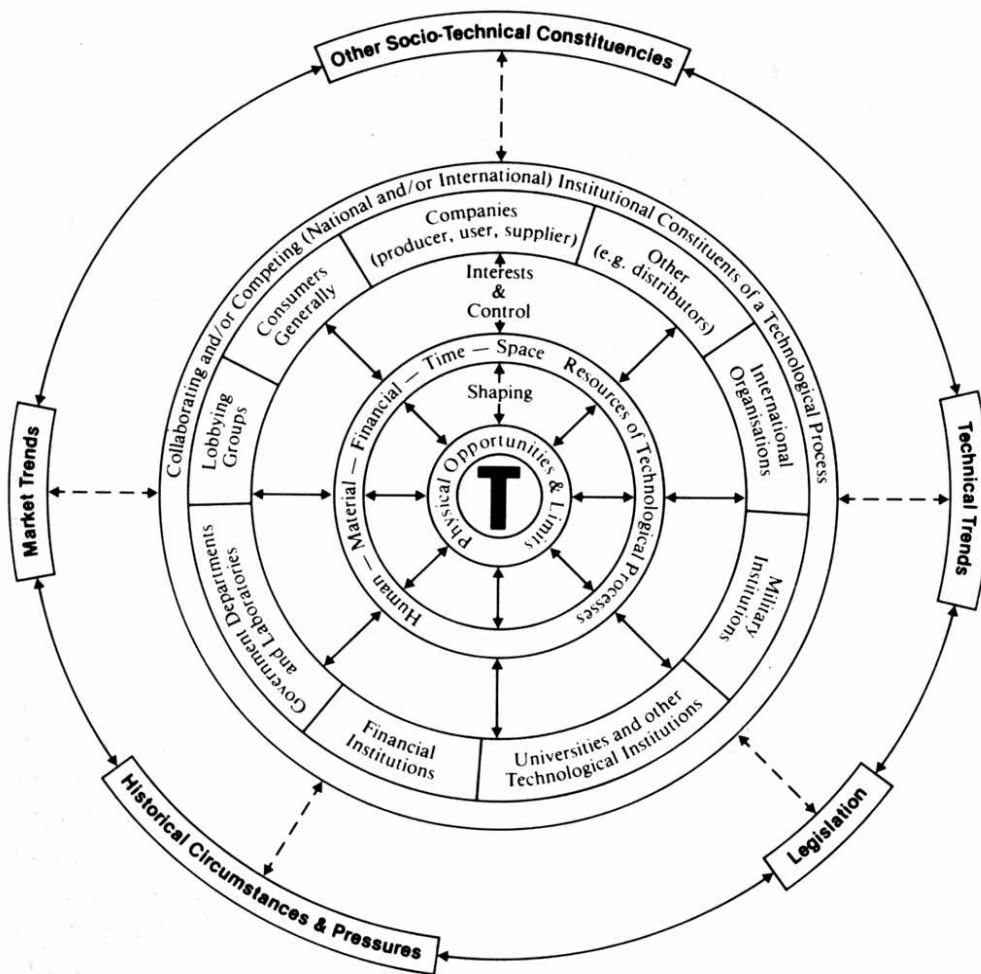 Other Socio-Technical Constituencies
Collaborating and/or Competing (National and/or International) Institutional Constituents of a Technological Process
Companies
(producer, user, supplier)
Other
(e.g. distributors)
Consumers
Generally
Interests
&
Control
International
Organisations
Lobbying
Groups
Human — Material — Financial — Time — Space Resources of Technological Processes
Shaping
Physical Opportunities & Limits
T
Market Trends
Technical Trends
Government Departments
and Laboratories
Military
Institutions
Financial
Institutions
Universities and other
Technological Institutions
Historical Circumstances & Pressures
Legislation